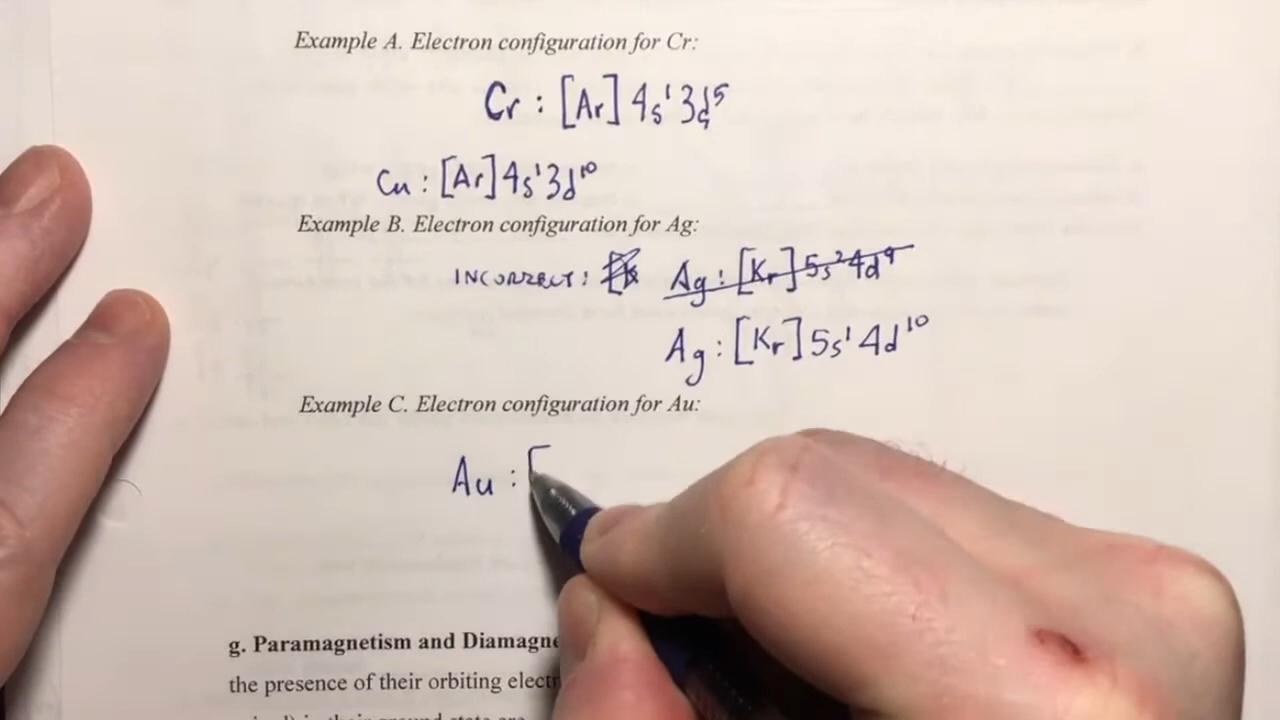 Example A. Electron configuration for Cr:
Cr : [Ar] 4s¹ 3d⁵
Cu : [Ar] 4s¹ 3d¹⁰
Example B. Electron configuration for Ag:
INCORRECT: Ag : [Kr] 5s² 4d⁹
Ag : [Kr] 5s¹ 4d¹⁰
Example C. Electron configuration for Au:
Au : [
g. Paramagnetism and Diamagne
the presence of their orbiting electr